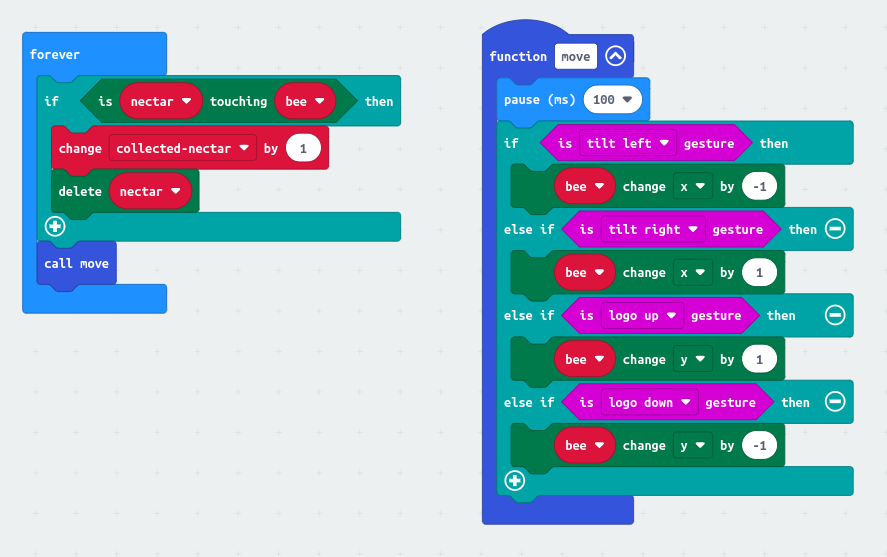 forever
if is nectar touching bee then
change collected-nectar by 1
delete nectar
call move
function move
pause (ms) 100
if is tilt left gesture then
bee change x by -1
else if is tilt right gesture then
bee change x by 1
else if is logo up gesture then
bee change y by 1
else if is logo down gesture then
bee change y by -1